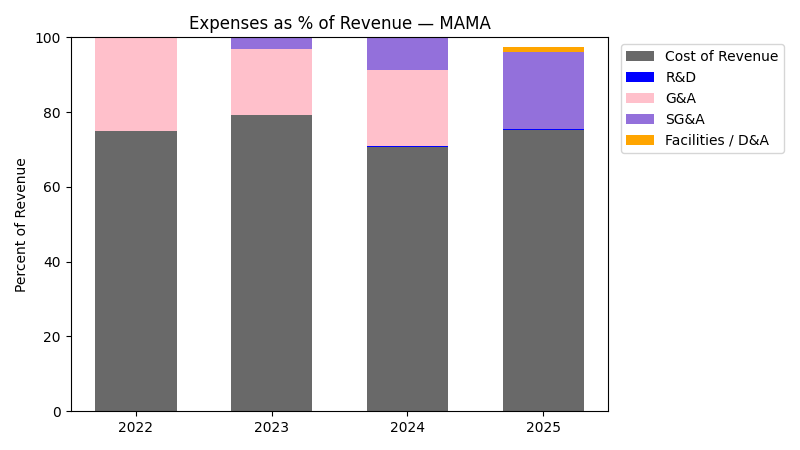 Expenses as % of Revenue — MAMA
Percent of Revenue
100
80
60
40
20
0
2022 2023 2024 2025
Cost of Revenue
R&D
G&A
SG&A
Facilities / D&A